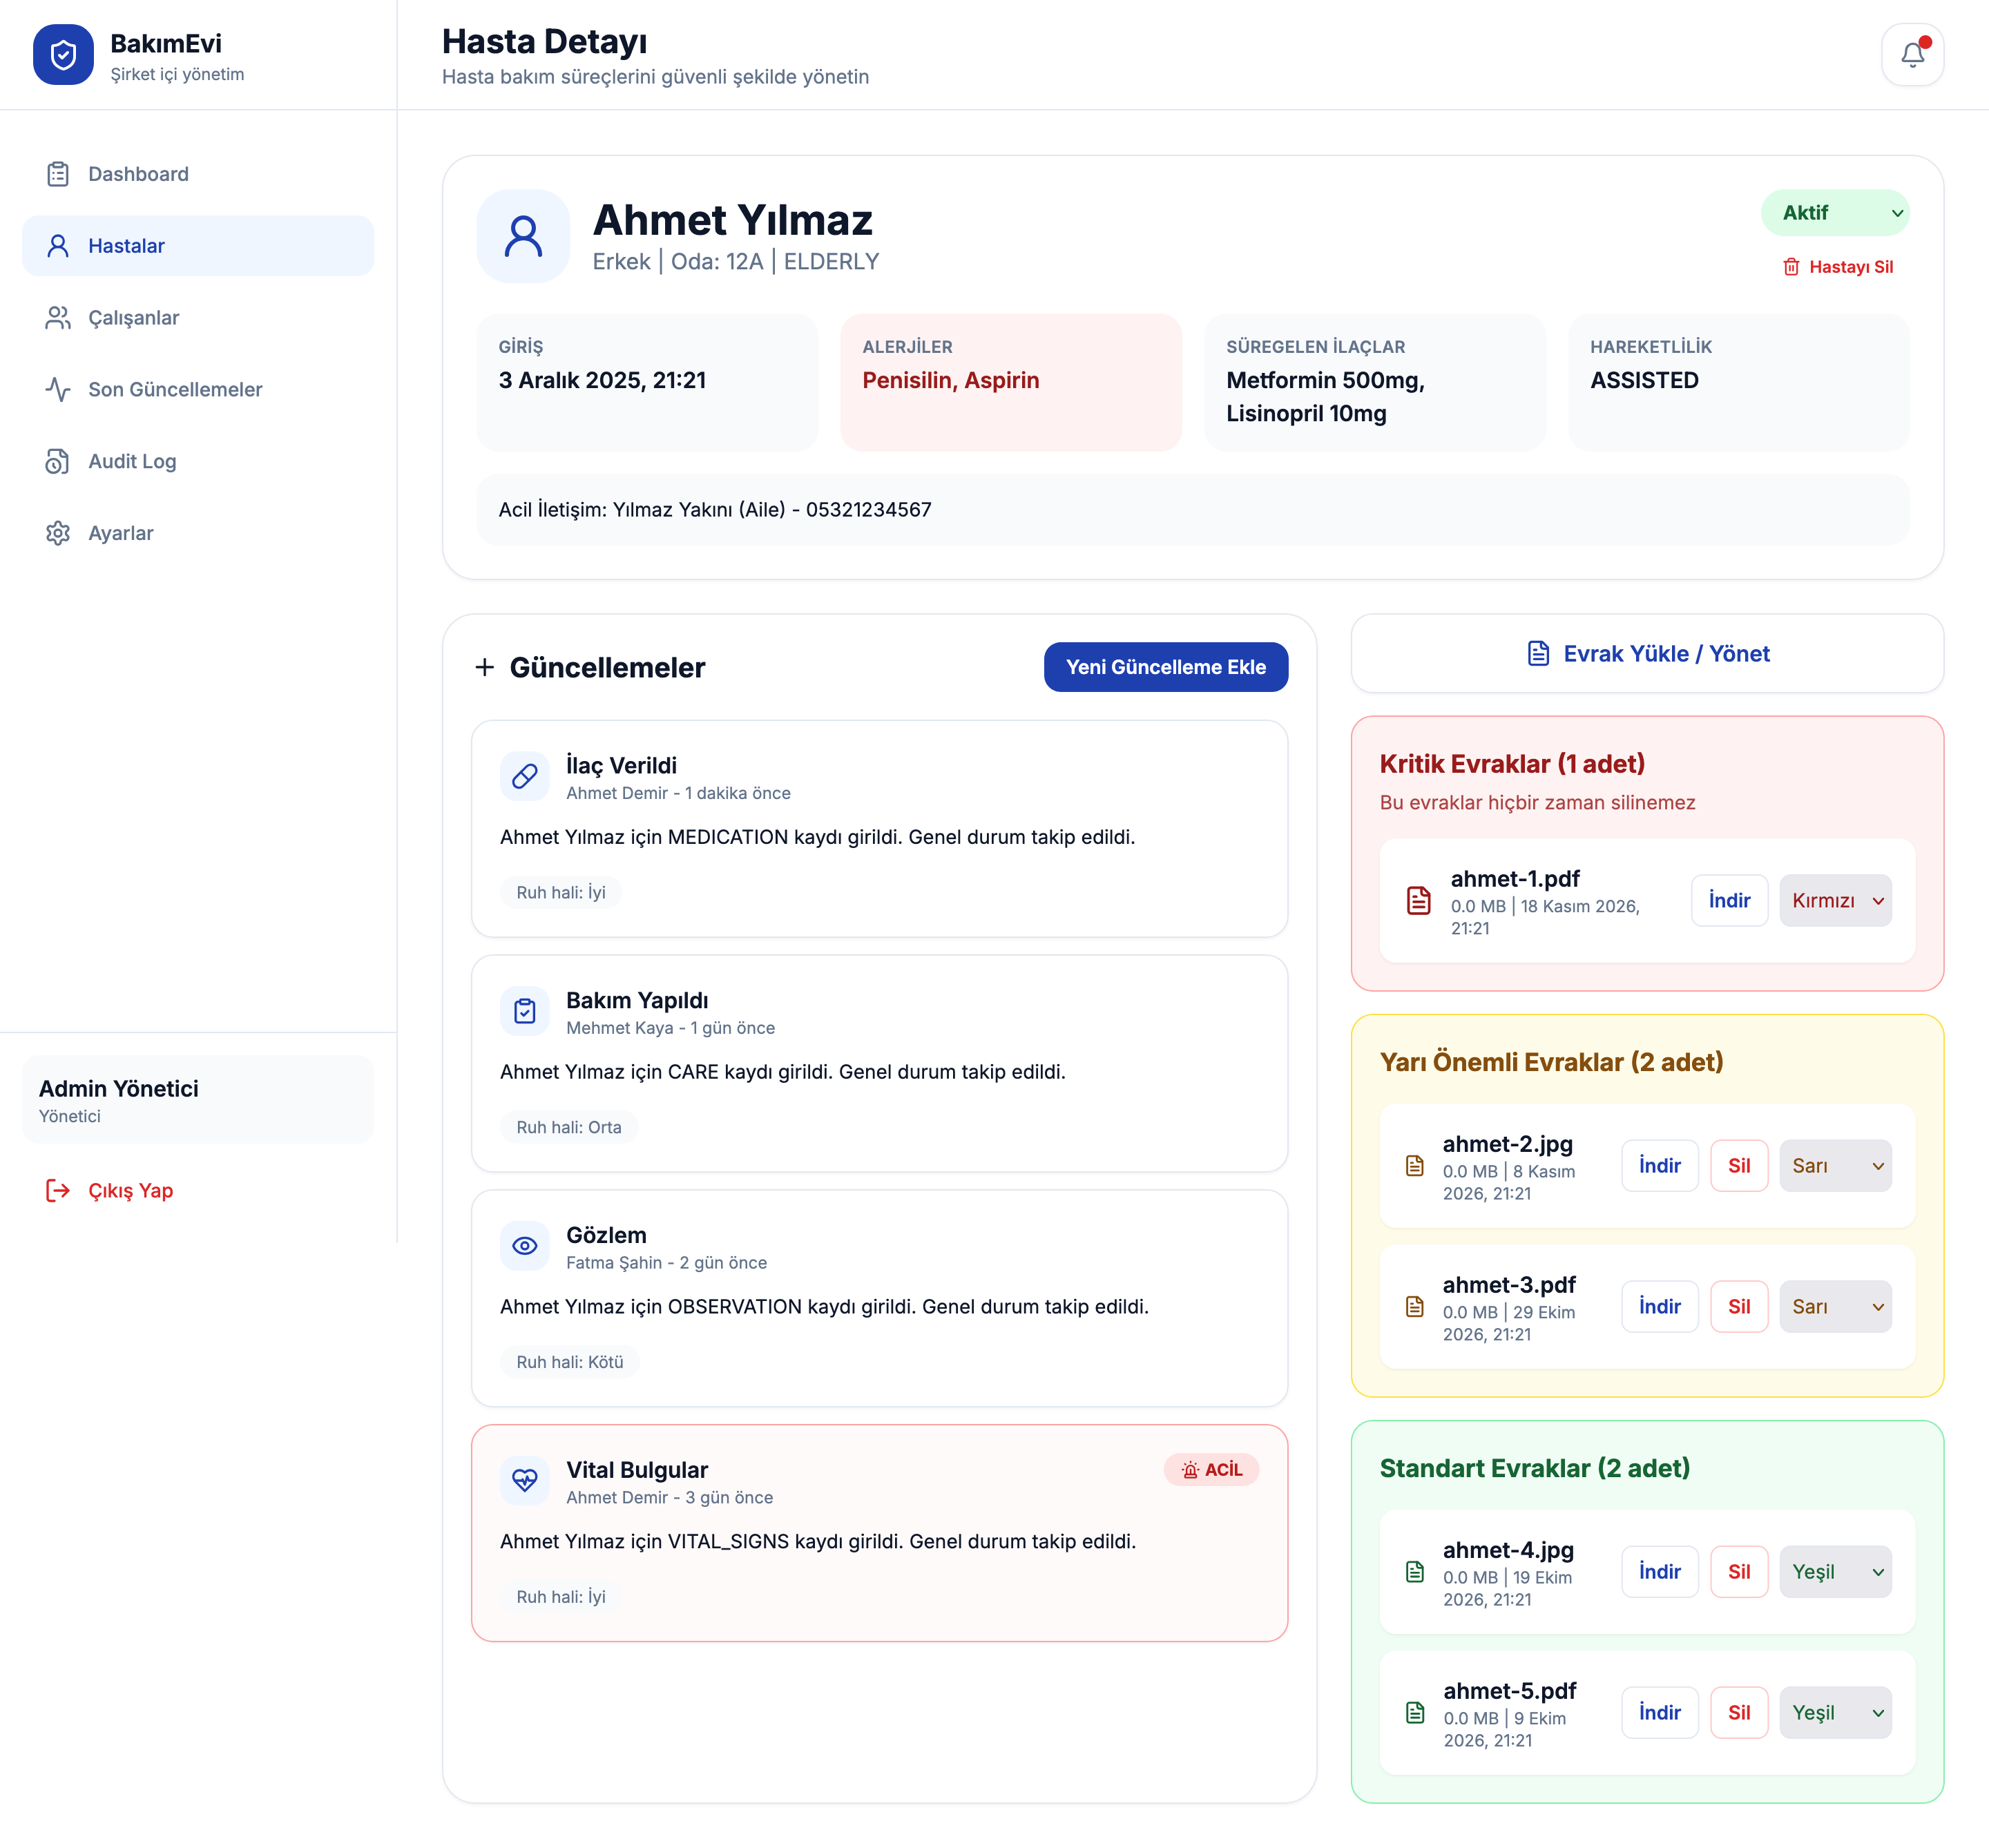 BakımEvi
Şirket içi yönetim
Dashboard
Hastalar
Çalışanlar
Son Güncellemeler
Audit Log
Ayarlar
Admin Yönetici
Yönetici
Çıkış Yap
Hasta Detayı
Hasta bakım süreçlerini güvenli şekilde yönetin
Ahmet Yılmaz
Erkek | Oda: 12A | ELDERLY
Aktif
Hastayı Sil
GİRİŞ
3 Aralık 2025, 21:21
ALERJİLER
Penisilin, Aspirin
SÜREGELEN İLAÇLAR
Metformin 500mg,
Lisinopril 10mg
HAREKETLİLİK
ASSISTED
Acil İletişim: Yılmaz Yakını (Aile) - 05321234567
Güncellemeler
Yeni Güncelleme Ekle
İlaç Verildi
Ahmet Demir - 1 dakika önce
Ahmet Yılmaz için MEDICATION kaydı girildi. Genel durum takip edildi.
Ruh hali: İyi
Bakım Yapıldı
Mehmet Kaya - 1 gün önce
Ahmet Yılmaz için CARE kaydı girildi. Genel durum takip edildi.
Ruh hali: Orta
Gözlem
Fatma Şahin - 2 gün önce
Ahmet Yılmaz için OBSERVATION kaydı girildi. Genel durum takip edildi.
Ruh hali: Kötü
Vital Bulgular
Ahmet Demir - 3 gün önce
ACİL
Ahmet Yılmaz için VITAL_SIGNS kaydı girildi. Genel durum takip edildi.
Ruh hali: İyi
Evrak Yükle / Yönet
Kritik Evraklar (1 adet)
Bu evraklar hiçbir zaman silinemez
ahmet-1.pdf
0.0 MB | 18 Kasım 2026,
21:21
İndir
Kırmızı
Yarı Önemli Evraklar (2 adet)
ahmet-2.jpg
0.0 MB | 8 Kasım
2026, 21:21
İndir
Sil
Sarı
ahmet-3.pdf
0.0 MB | 29 Ekim
2026, 21:21
İndir
Sil
Sarı
Standart Evraklar (2 adet)
ahmet-4.jpg
0.0 MB | 19 Ekim
2026, 21:21
İndir
Sil
Yeşil
ahmet-5.pdf
0.0 MB | 9 Ekim
2026, 21:21
İndir
Sil
Yeşil